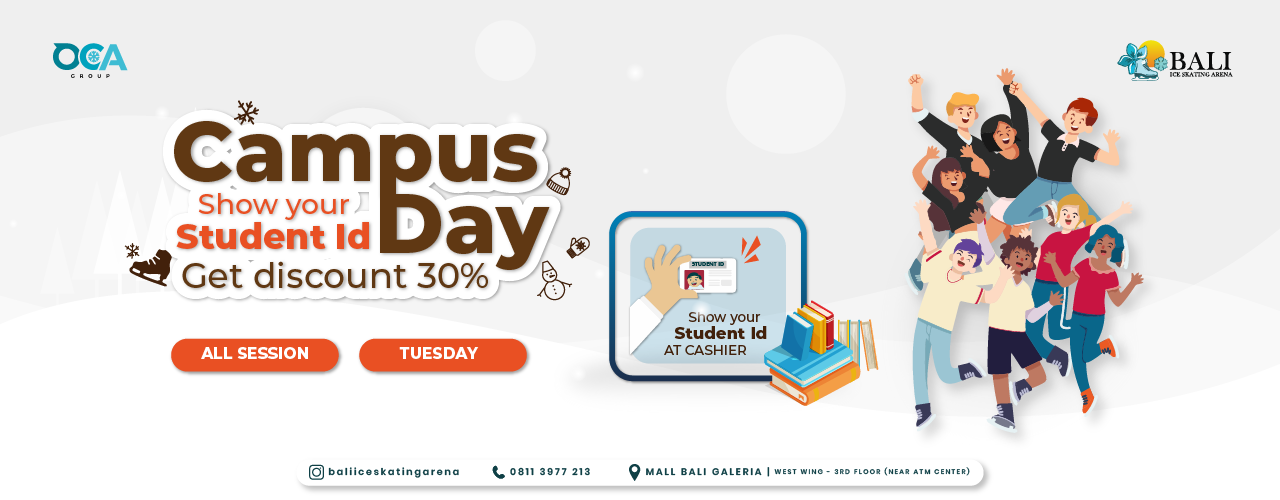 OCA
GROUP
BALI
ICE SKATING ARENA
Campus
Day
Show your
Student Id
Get discount 30%
ALL SESSION
TUESDAY
STUDENT ID
Show your
Student Id
AT CASHIER
baliiceskatingarena
0811 3977 213
MALL BALI GALERIA | WEST WING - 3RD FLOOR (NEAR ATM CENTER)